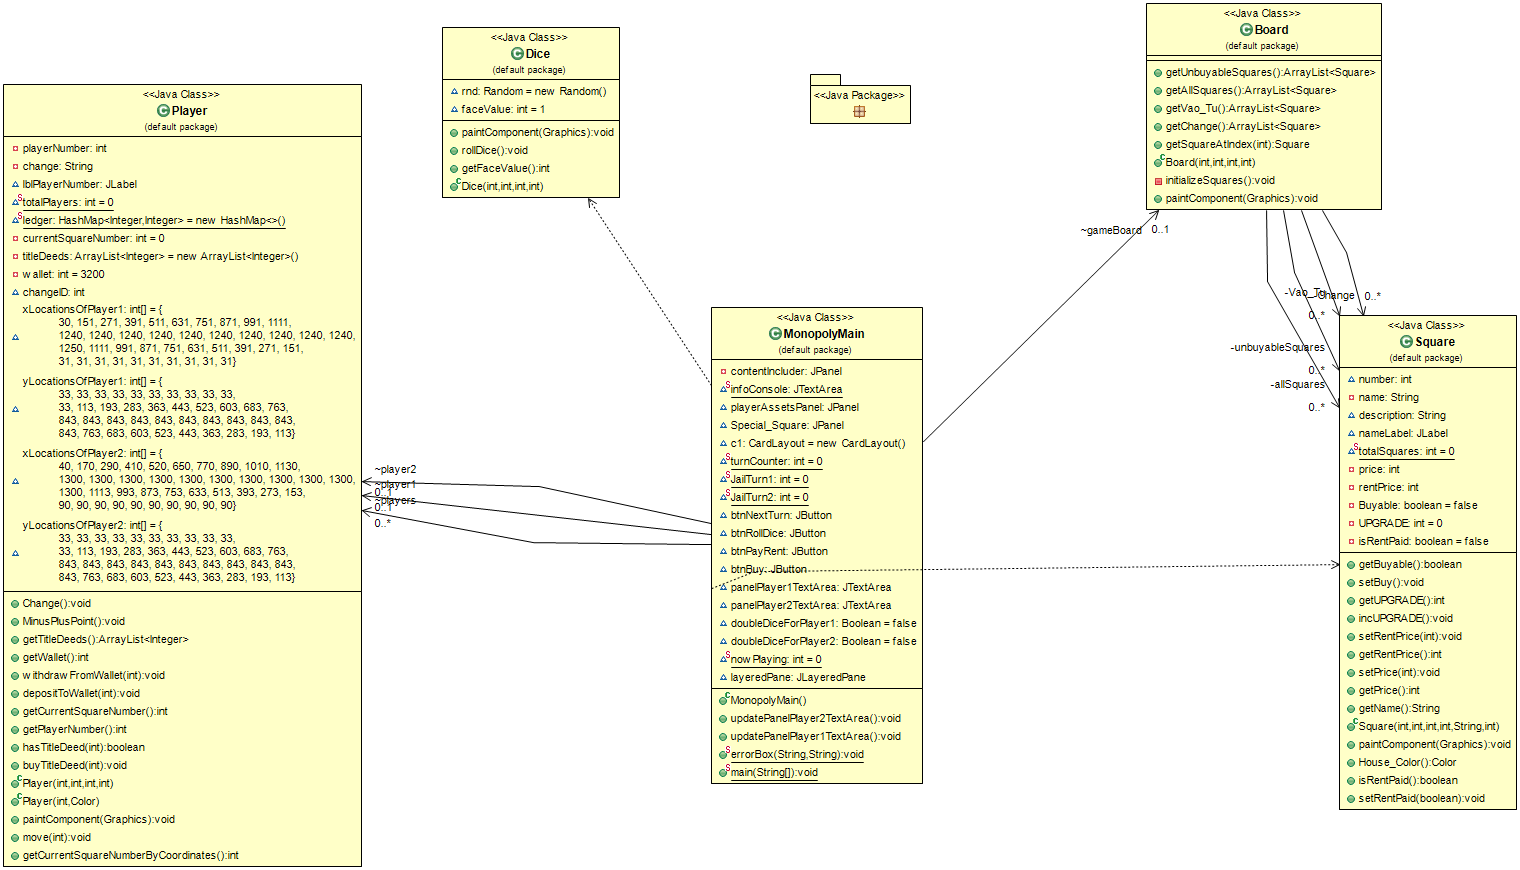 <<Java Class>>
Player
(default package)
playerNumber: int
change: String
lblPlayerNumber: JLabel
totalPlayers: int = 0
ledger: HashMap<Integer,Integer> = new HashMap<>()
currentSquareNumber: int = 0
titleDeeds: ArrayList<Integer> = new ArrayList<Integer>()
wallet: int = 3200
changeID: int
xLocationsOfPlayer1: int[] = {
30, 151, 271, 391, 511, 631, 751, 871, 991, 1111,
1240, 1240, 1240, 1240, 1240, 1240, 1240, 1240, 1240, 1240,
1250, 1111, 991, 871, 751, 631, 511, 391, 271, 151,
31, 31, 31, 31, 31, 31, 31, 31, 31, 31}
yLocationsOfPlayer1: int[] = {
33, 33, 33, 33, 33, 33, 33, 33, 33, 33,
33, 113, 193, 283, 363, 443, 523, 603, 683, 763,
843, 843, 843, 843, 843, 843, 843, 843, 843, 843,
843, 763, 683, 603, 523, 443, 363, 283, 193, 113}
xLocationsOfPlayer2: int[] = {
40, 170, 290, 410, 520, 650, 770, 890, 1010, 1130,
1300, 1300, 1300, 1300, 1300, 1300, 1300, 1300, 1300, 1300,
1300, 1113, 993, 873, 753, 633, 513, 393, 273, 153,
90, 90, 90, 90, 90, 90, 90, 90, 90, 90}
yLocationsOfPlayer2: int[] = {
33, 33, 33, 33, 33, 33, 33, 33, 33, 33,
33, 113, 193, 283, 363, 443, 523, 603, 683, 763,
843, 843, 843, 843, 843, 843, 843, 843, 843, 843,
843, 763, 683, 603, 523, 443, 363, 283, 193, 113}
Change():void
MinusPlusPoint():void
getTitleDeeds():ArrayList<Integer>
getWallet():int
withdrawFromWallet(int):void
depositToWallet(int):void
getCurrentSquareNumber():int
getPlayerNumber():int
hasTitleDeed(int):boolean
buyTitleDeed(int):void
Player(int,int,int,int)
Player(int,Color)
paintComponent(Graphics):void
move(int):void
getCurrentSquareNumberByCoordinates():int
<<Java Class>>
Dice
(default package)
rnd: Random = new Random()
faceValue: int = 1
paintComponent(Graphics):void
rollDice():void
getFaceValue():int
Dice(int,int,int,int)
<<Java Package>>
~player2
0..1
~player1
0..1
~players
0..*
<<Java Class>>
MonopolyMain
(default package)
contentIncluder: JPanel
infoConsole: JTextArea
playerAssetsPanel: JPanel
Special_Square: JPanel
c1: CardLayout = new CardLayout()
turnCounter: int = 0
JailTurn1: int = 0
JailTurn2: int = 0
btnNextTurn: JButton
btnRollDice: JButton
btnPayRent: JButton
btnBuy: JButton
panelPlayer1TextArea: JTextArea
panelPlayer2TextArea: JTextArea
doubleDiceForPlayer1: Boolean = false
doubleDiceForPlayer2: Boolean = false
nowPlaying: int = 0
layeredPane: JLayeredPane
MonopolyMain()
updatePanelPlayer2TextArea():void
updatePanelPlayer1TextArea():void
errorBox(String,String):void
main(String[]):void
<<Java Class>>
Board
(default package)
getUnbuyableSquares():ArrayList<Square>
getAllSquares():ArrayList<Square>
getVao_Tu():ArrayList<Square>
getChange():ArrayList<Square>
getSquareAtIndex(int):Square
Board(int,int,int,int)
initializeSquares():void
paintComponent(Graphics):void
~gameBoard 0..1
-Vao_Tu
0..*
-Change 0..*
-unbuyableSquares
0..*
-allSquares
0..*
<<Java Class>>
Square
(default package)
number: int
name: String
description: String
nameLabel: JLabel
totalSquares: int = 0
price: int
rentPrice: int
Buyable: boolean = false
UPGRADE: int = 0
isRentPaid: boolean = false
getBuyable():boolean
setBuy():void
getUPGRADE():int
incUPGRADE():void
setRentPrice(int):void
getRentPrice():int
setPrice(int):void
getPrice():int
getName():String
Square(int,int,int,int,String,int)
paintComponent(Graphics):void
House_Color():Color
isRentPaid():boolean
setRentPaid(boolean):void